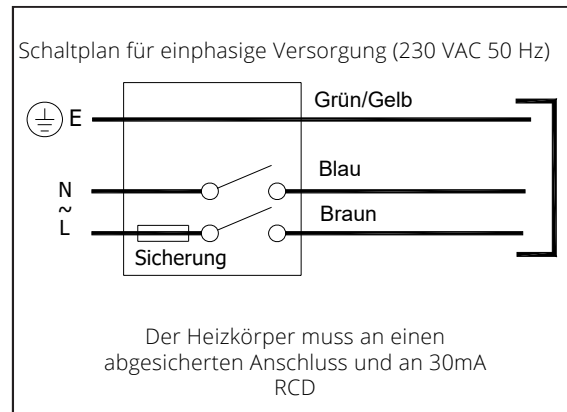 Schaltplan für einphasige Versorgung (230 VAC 50 Hz)
Grün/Gelb
E
Blau
N
~
Braun
L
Sicherung
Der Heizkörper muss an einen
abgesicherten Anschluss und an 30mA
RCD